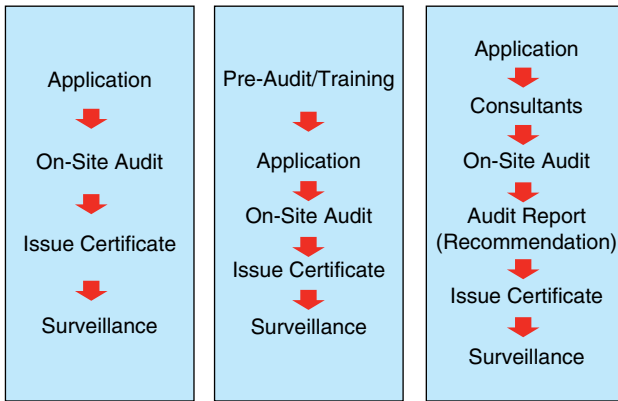 Application
On-Site Audit
Issue Certificate
Surveillance
Pre-Audit/Training
Application
On-Site Audit
Issue Certificate
Surveillance
Application
Consultants
On-Site Audit
Audit Report
(Recommendation)
Issue Certificate
Surveillance